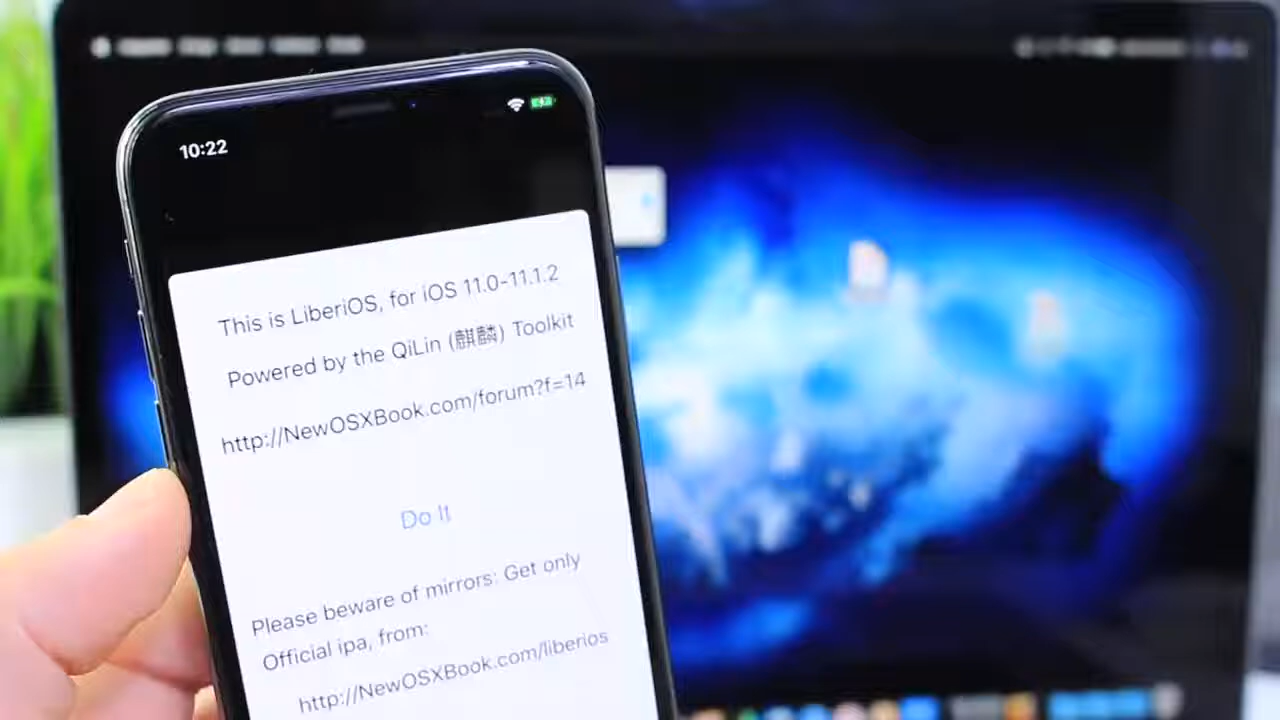 10:22
This is LiberiOS, for iOS 11.0-11.1.2
Powered by the QiLin (麒麟) Toolkit
http://NewOSXBook.com/forum?f=14
Do It
Please beware of mirrors: Get only
Official ipa, from:
http://NewOSXBook.com/liberios